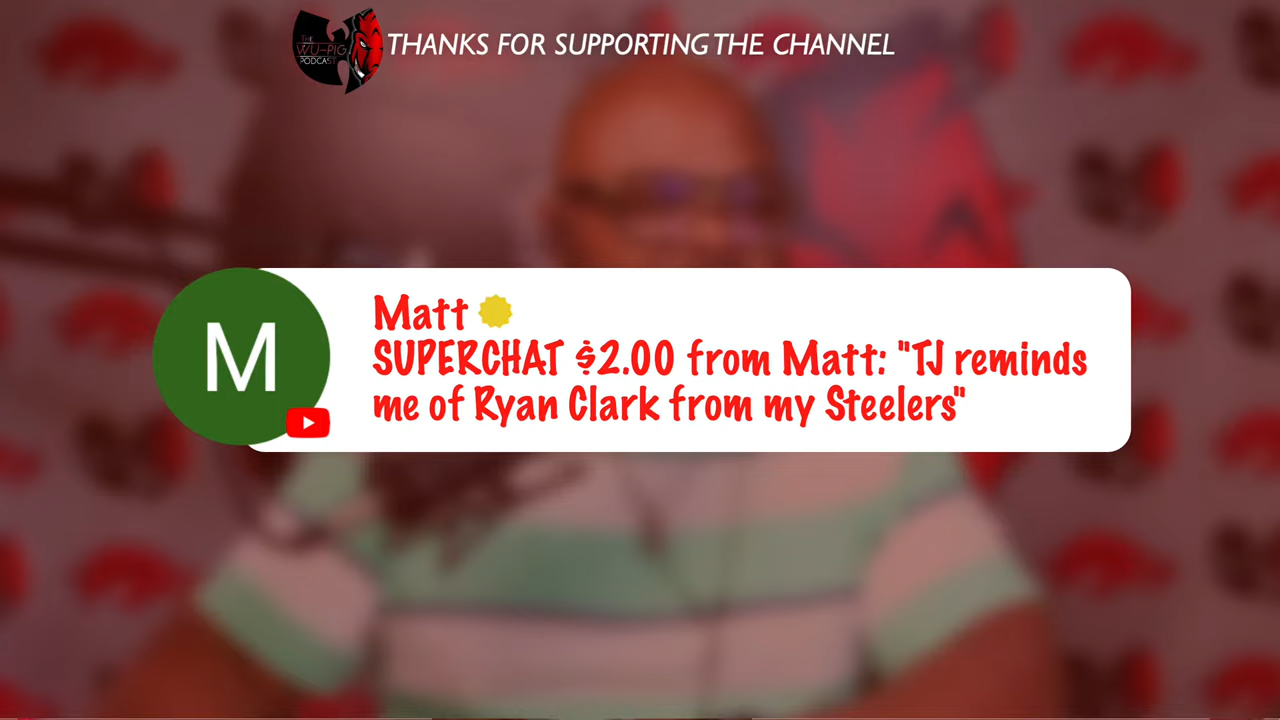 THE
WU-PIG
PODCAST
THANKS FOR SUPPORTING THE CHANNEL
M
Matt
SUPERCHAT $2.00 from Matt: "TJ reminds
me of Ryan Clark from my Steelers"